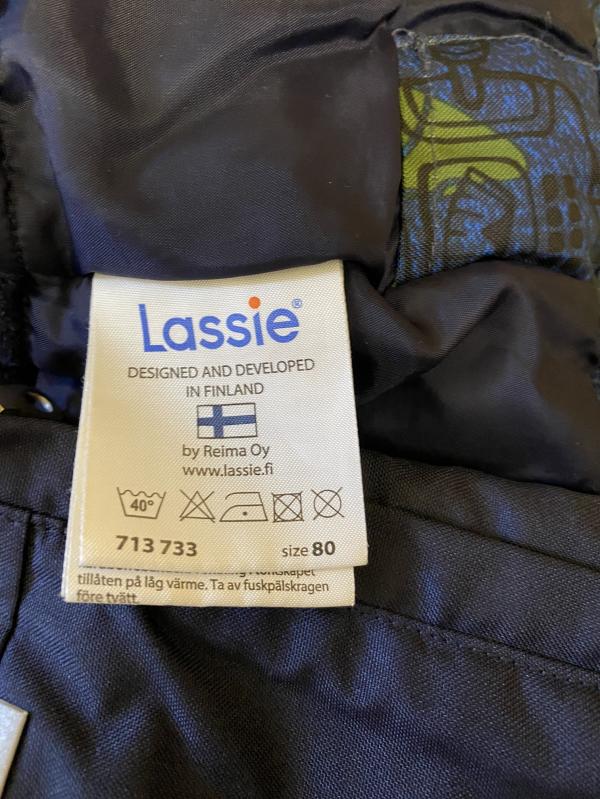 Lassie®
DESIGNED AND DEVELOPED
IN FINLAND
by Reima Oy
www.lassie.fi
40°
713 733 size 80
tillåten på låg värme. Ta av fuskpälskragen
före tvätt.